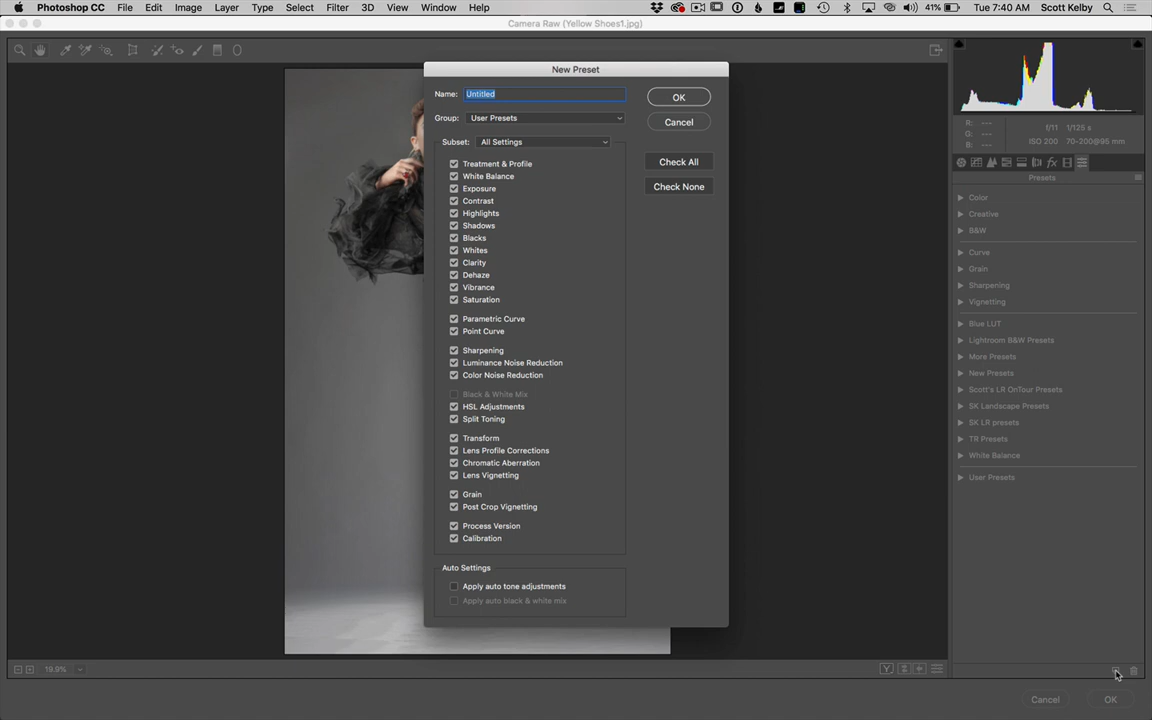 Photoshop CC File Edit Image Layer Type Select Filter 3D View Window Help 41% Tue 7:40 AM Scott Kelby
Camera Raw (Yellow Shoes1.jpg)
New Preset
Name: Untitled
OK
Group: User Presets
Cancel
Subset: All Settings
Check All
Check None
Treatment & Profile
White Balance
Exposure
Contrast
Highlights
Shadows
Blacks
Whites
Clarity
Dehaze
Vibrance
Saturation
Parametric Curve
Point Curve
Sharpening
Luminance Noise Reduction
Color Noise Reduction
Black & White Mix
HSL Adjustments
Split Toning
Transform
Lens Profile Corrections
Chromatic Aberration
Lens Vignetting
Grain
Post Crop Vignetting
Process Version
Calibration
Auto Settings
Apply auto tone adjustments
Apply auto black & white mix
R: ---
G: ---
B: ---
f/11 1/125 s
ISO 200 70-200@95 mm
fx
Presets
Color
Creative
B&W
Curve
Grain
Sharpening
Vignetting
Blue LUT
Lightroom B&W Presets
More Presets
New Presets
Scott's LR OnTour Presets
SK Landscape Presets
SK LR presets
TR Presets
White Balance
User Presets
19.9%
Y
Cancel OK